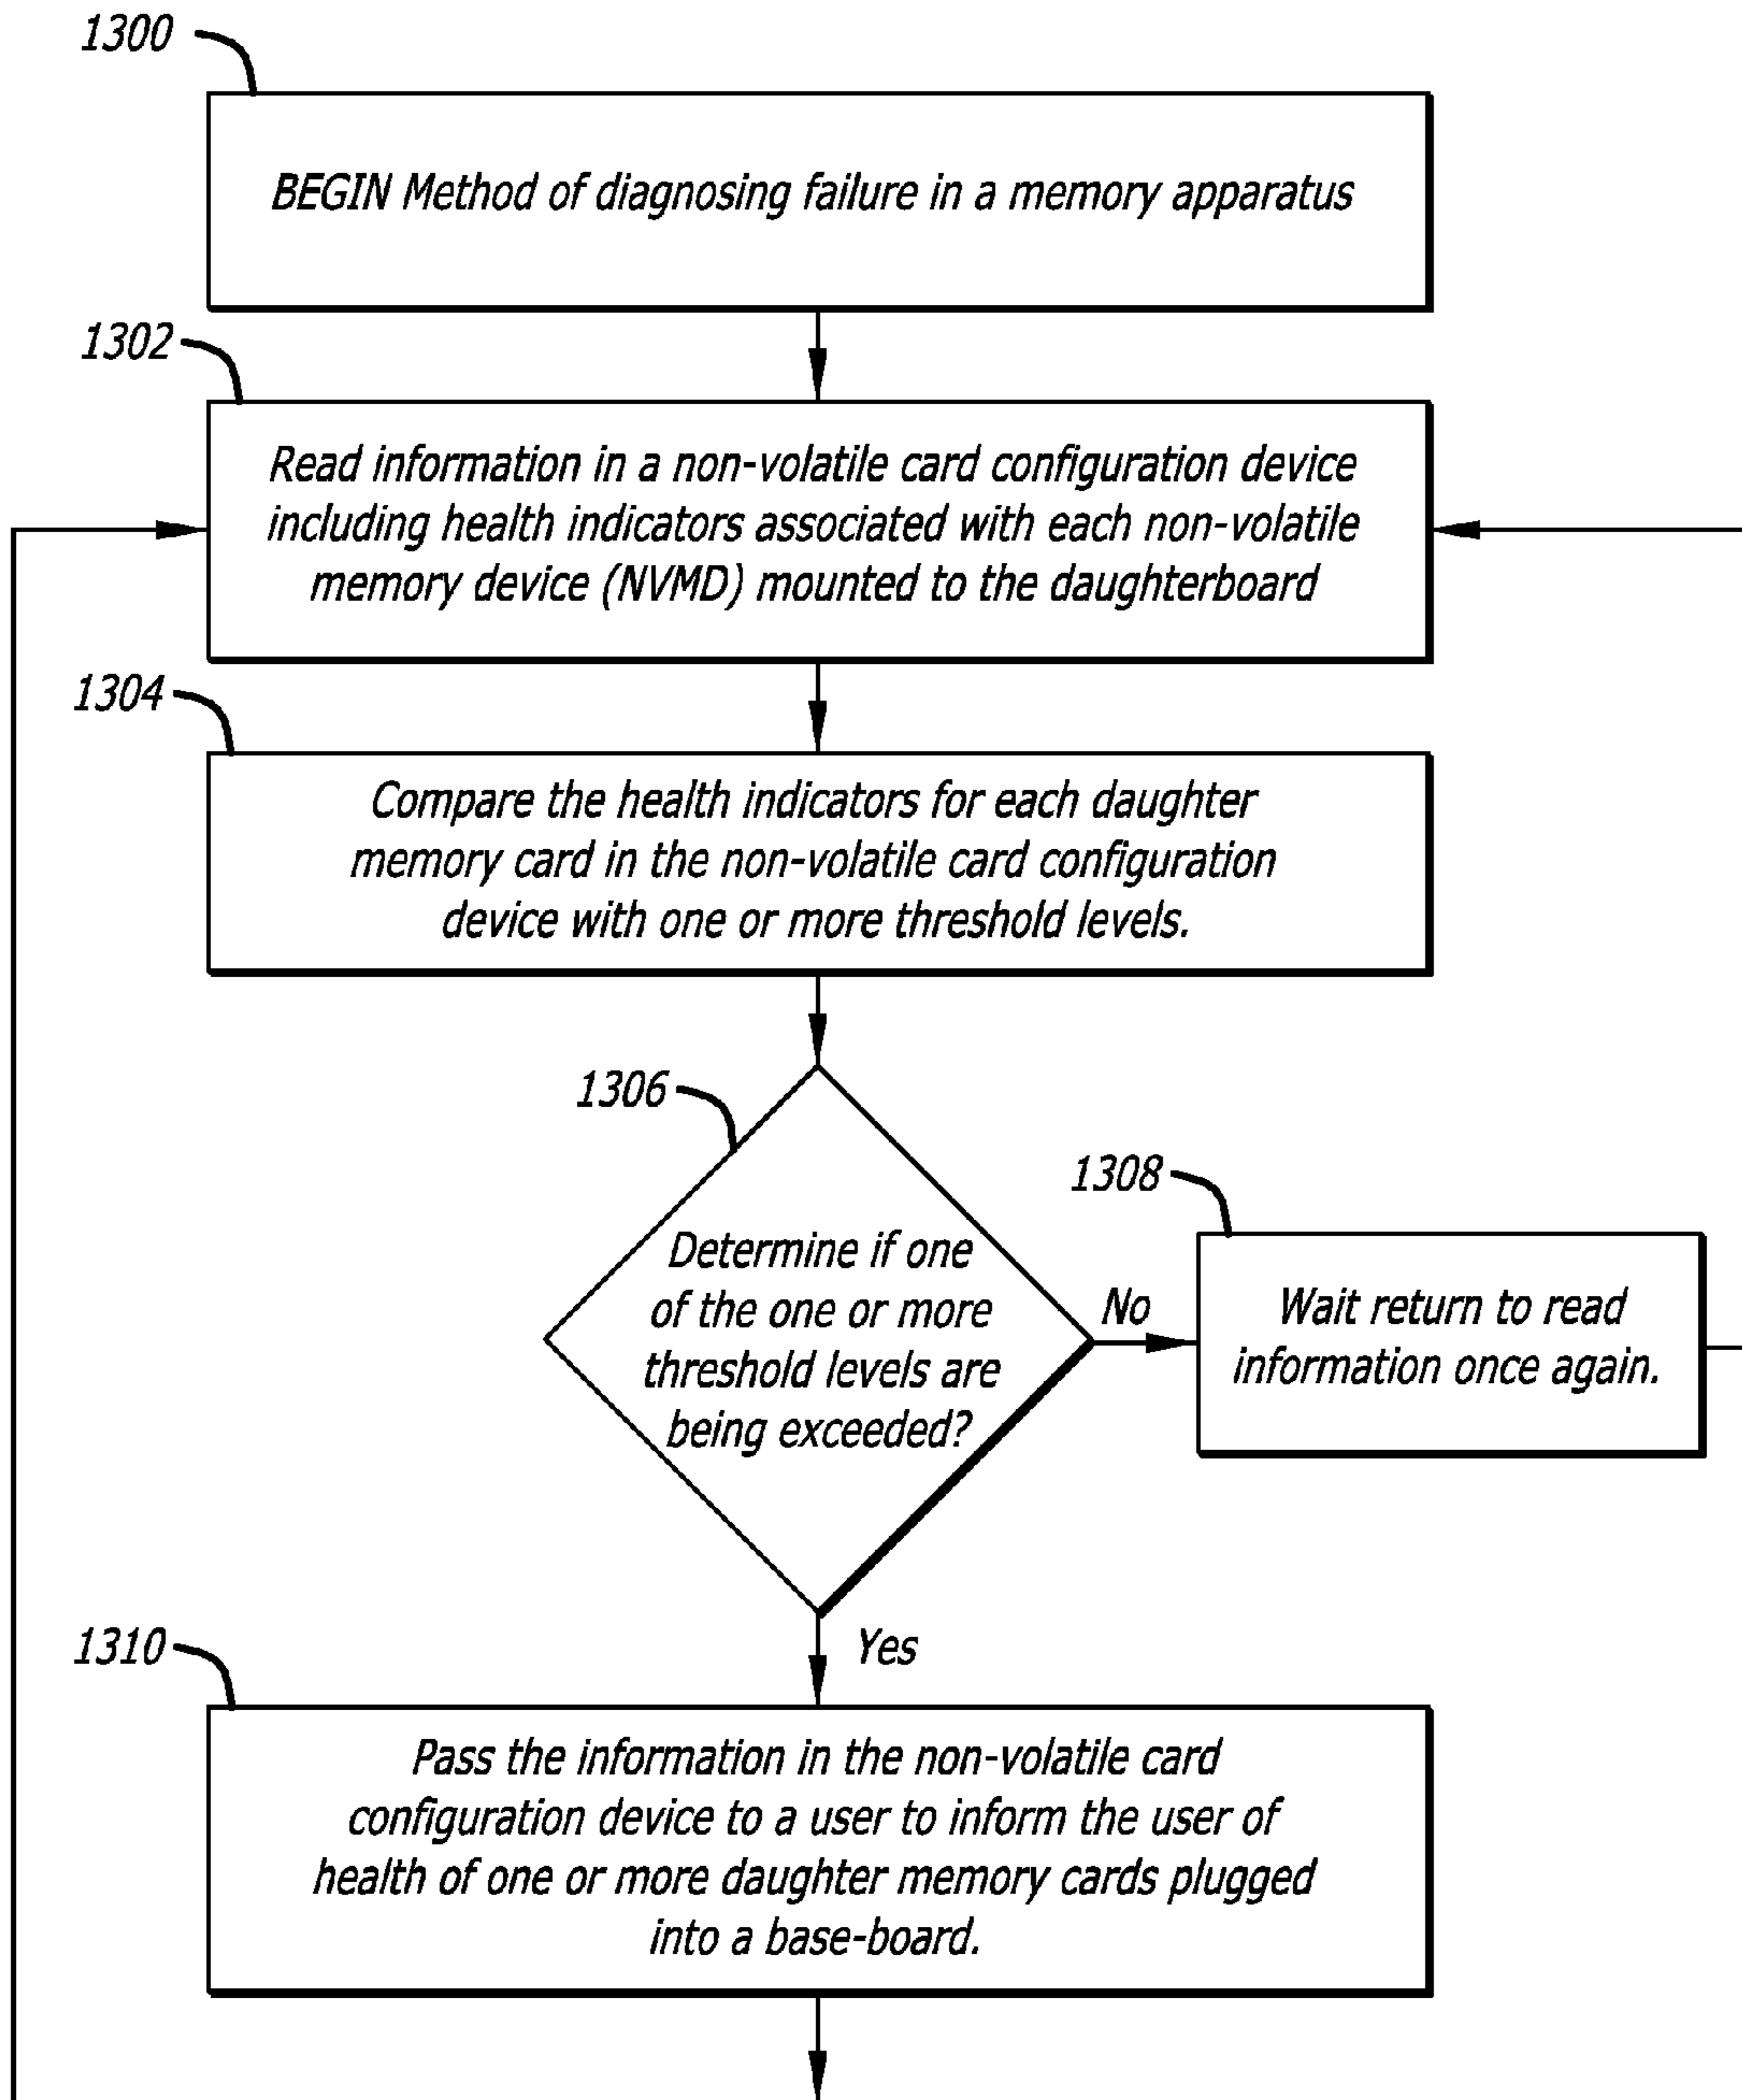 1300
BEGIN Method of diagnosing failure in a memory apparatus
1302
Read information in a non-volatile card configuration device
including health indicators associated with each non-volatile
memory device (NVMD) mounted to the daughterboard
1304
Compare the health indicators for each daughter
memory card in the non-volatile card configuration
device with one or more threshold levels.
1306
Determine if one
of the one or more
threshold levels are
being exceeded?
No
1308
Wait return to read
information once again.
Yes
1310
Pass the information in the non-volatile card
configuration device to a user to inform the user of
health of one or more daughter memory cards plugged
into a base-board.